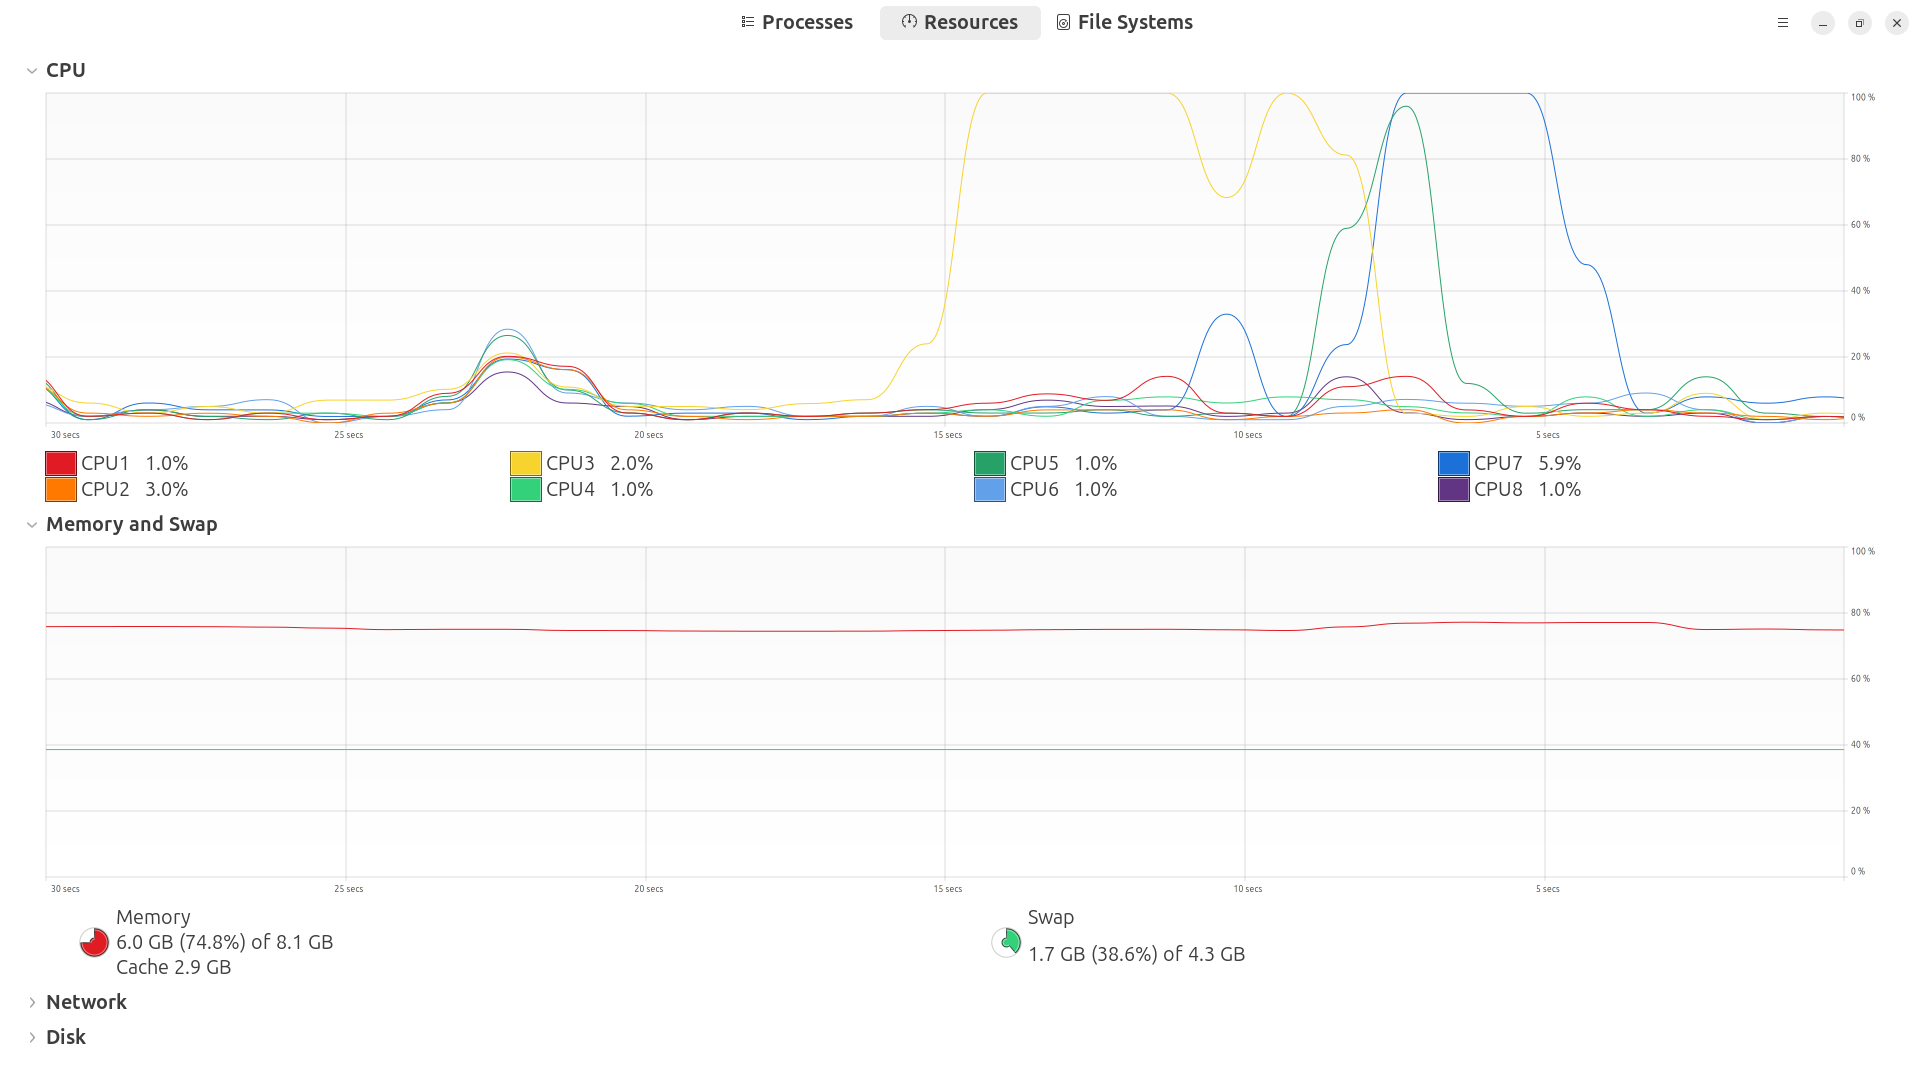 Processes Resources File Systems
CPU
100 %
80 %
60 %
40 %
20 %
0 %
30 secs 25 secs 20 secs 15 secs 10 secs 5 secs
CPU1 1.0% CPU3 2.0% CPU5 1.0% CPU7 5.9%
CPU2 3.0% CPU4 1.0% CPU6 1.0% CPU8 1.0%
Memory and Swap
100 %
80 %
60 %
40 %
20 %
0 %
30 secs 25 secs 20 secs 15 secs 10 secs 5 secs
Memory
6.0 GB (74.8%) of 8.1 GB
Cache 2.9 GB
Swap
1.7 GB (38.6%) of 4.3 GB
Network
Disk